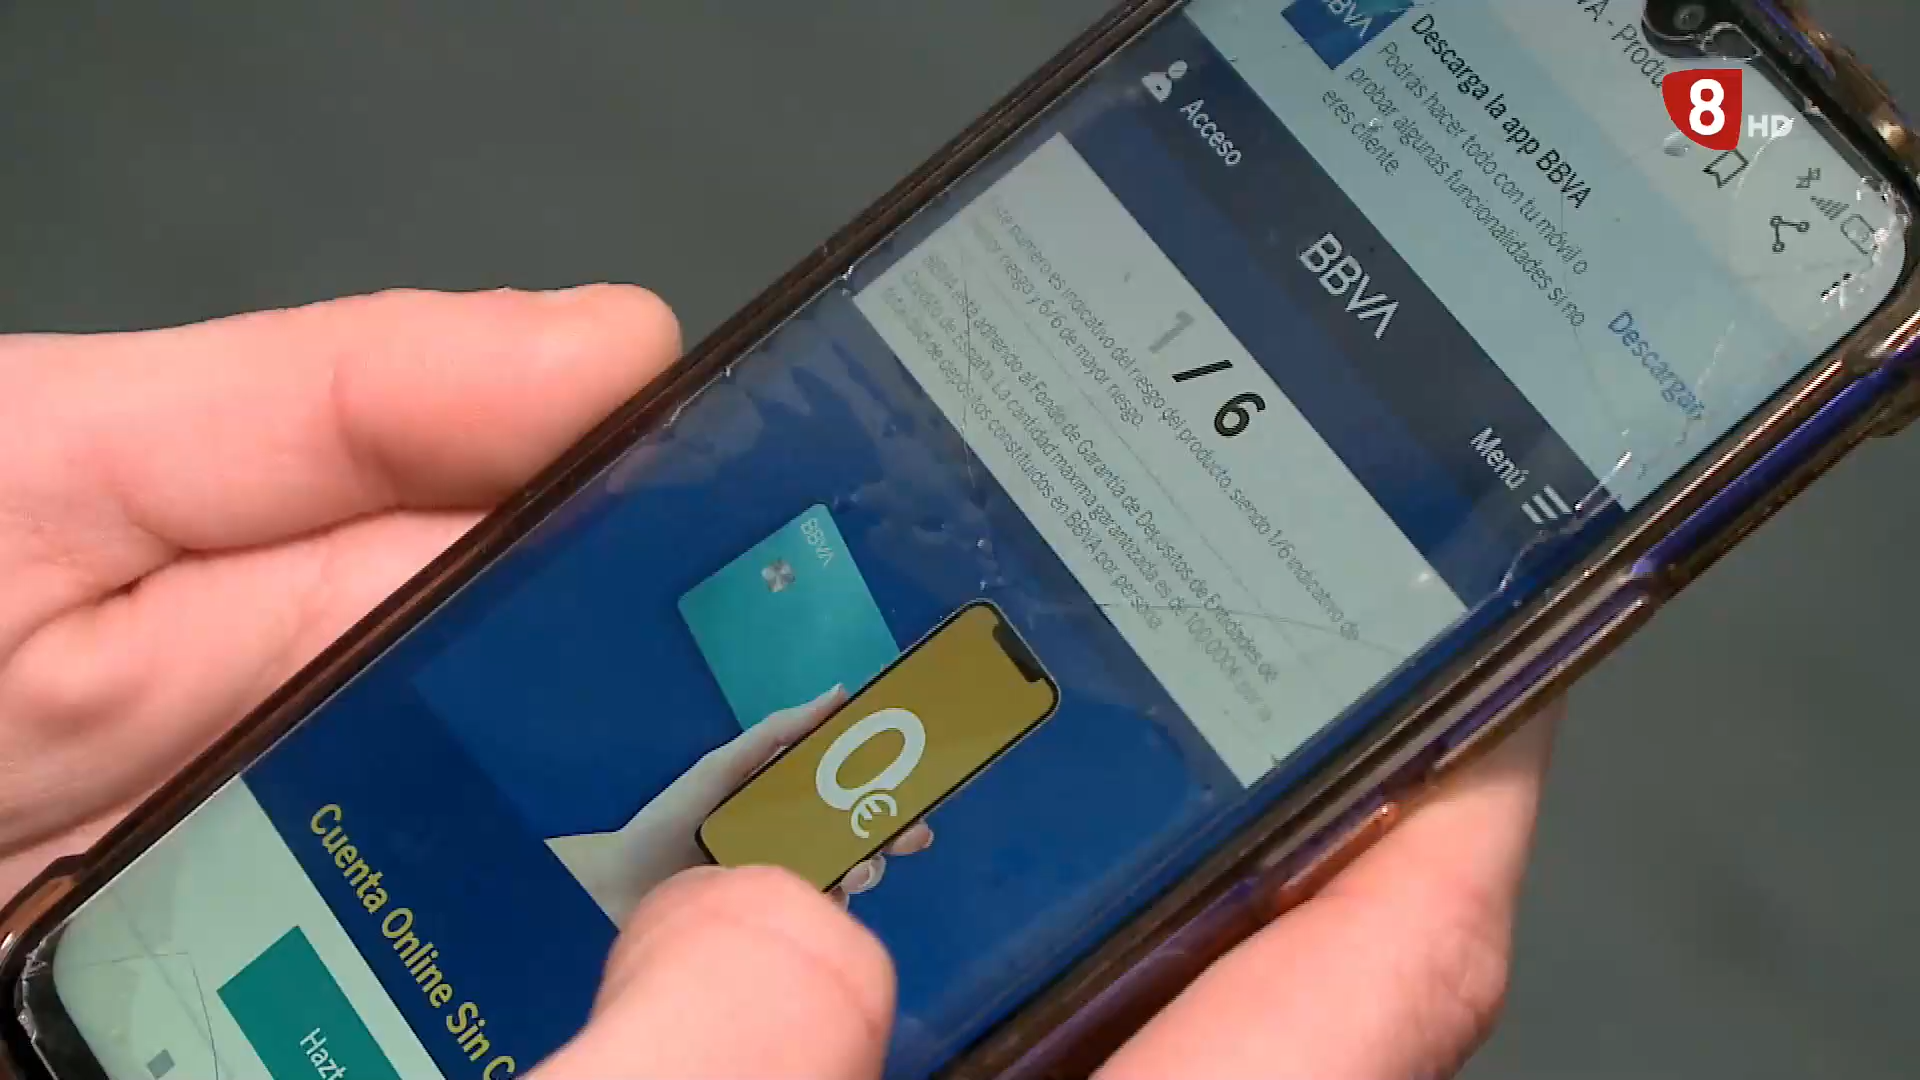 8 HD
BBVA
Descarga la app BBVA
Podrás hacer todo con tu móvil o
probar algunas funcionalidades si no
eres cliente.
Descargar
Acceso
BBVA
Menú
1 / 6
Este número es indicativo del riesgo del producto, siendo 1/6 indicativo de
menor riesgo y 6/6 de mayor riesgo.
BBVA está adherido al Fondo de Garantía de Depósitos de Entidades de
Crédito de España. La cantidad máxima garantizada es de 100.000€ por la
totalidad de depósitos constituidos en BBVA por persona.
BBVA
0€
Cuenta Online Sin C
Hazt